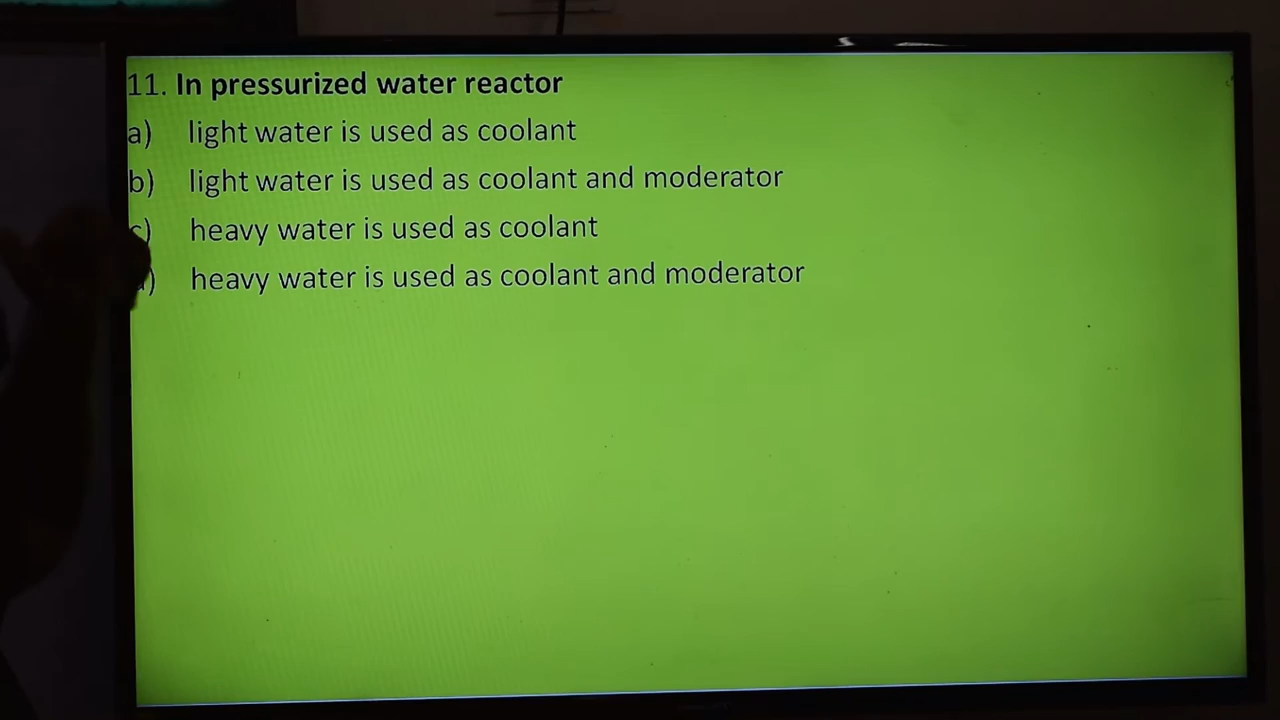 11. In pressurized water reactor
a) light water is used as coolant
b) light water is used as coolant and moderator
c) heavy water is used as coolant
) heavy water is used as coolant and moderator